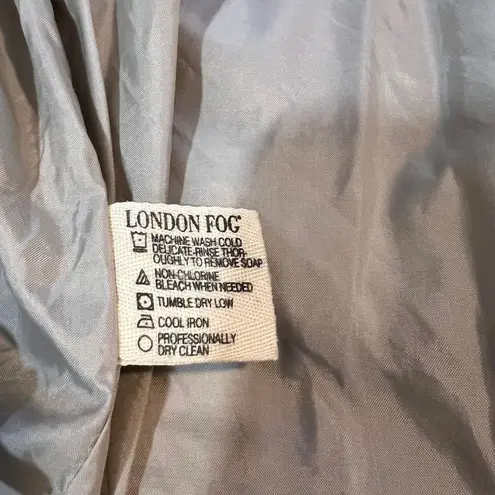 LONDON FOG®
MACHINE WASH COLD
DELICATE-RINSE THOR-
OUGHLY TO REMOVE SOAP
NON-CHLORINE
BLEACH WHEN NEEDED
TUMBLE DRY LOW
COOL IRON
PROFESSIONALLY
DRY CLEAN